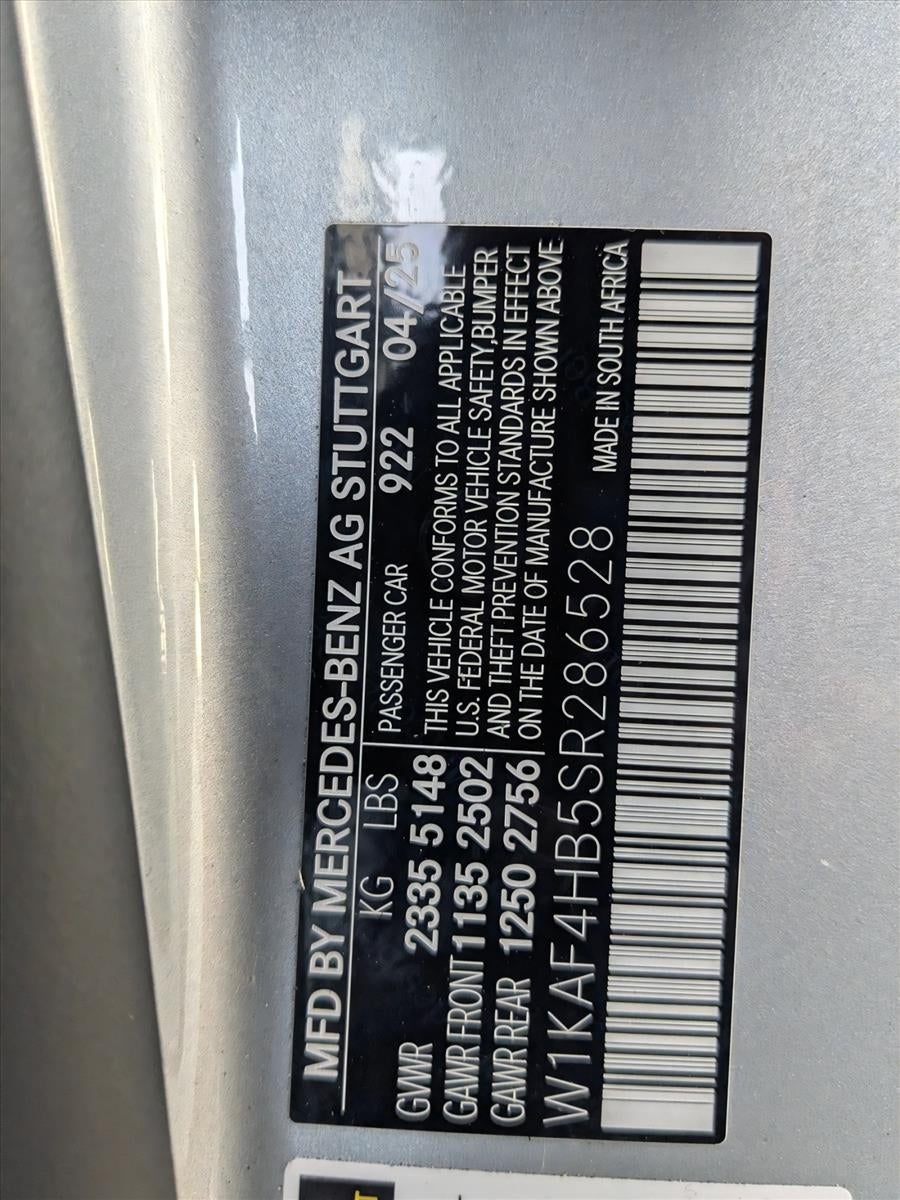 MFD BY MERCEDES-BENZ AG STUTTGART
KG LBS PASSENGER CAR 922 04/25
GVWR 2335 5148
GAWR FRONT 1135 2502
GAWR REAR 1250 2756
THIS VEHICLE CONFORMS TO ALL APPLICABLE
U.S. FEDERAL MOTOR VEHICLE SAFETY,BUMPER
AND THEFT PREVENTION STANDARDS IN EFFECT
ON THE DATE OF MANUFACTURE SHOWN ABOVE
W1KAF4HB5SR286528 MADE IN SOUTH AFRICA